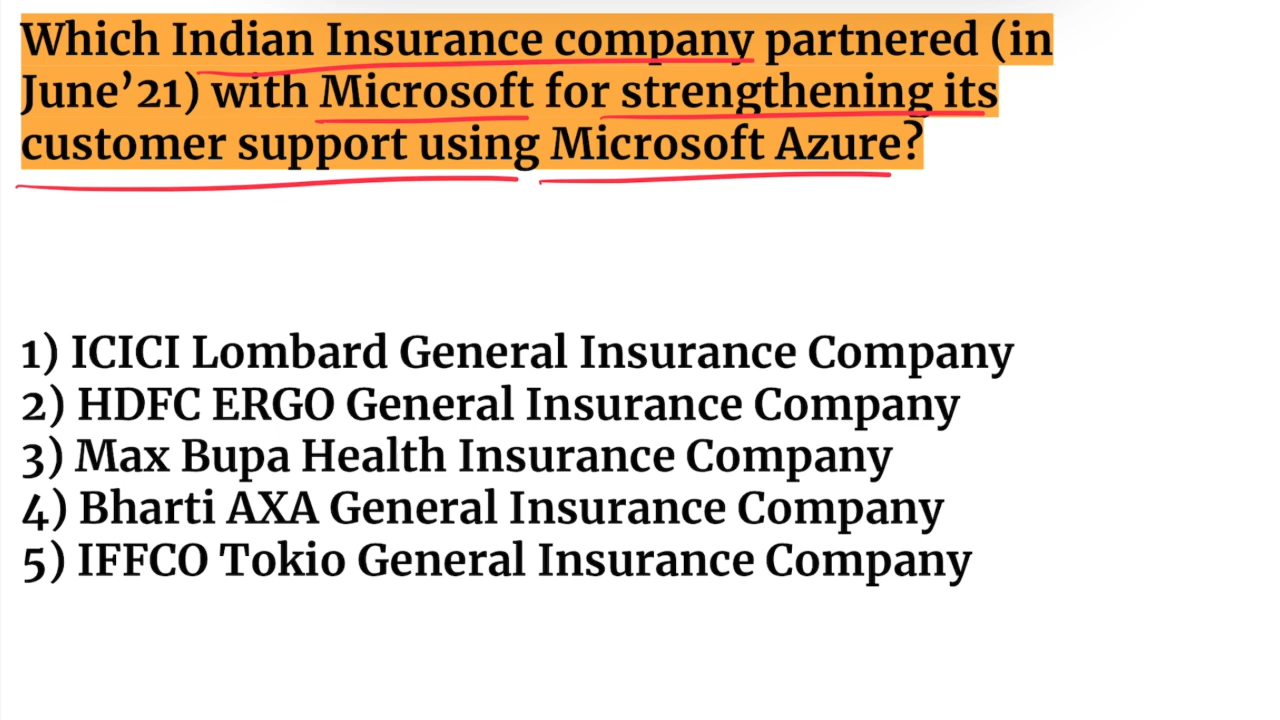 Which Indian Insurance company partnered (in
June’21) with Microsoft for strengthening its
customer support using Microsoft Azure?
1) ICICI Lombard General Insurance Company
2) HDFC ERGO General Insurance Company
3) Max Bupa Health Insurance Company
4) Bharti AXA General Insurance Company
5) IFFCO Tokio General Insurance Company